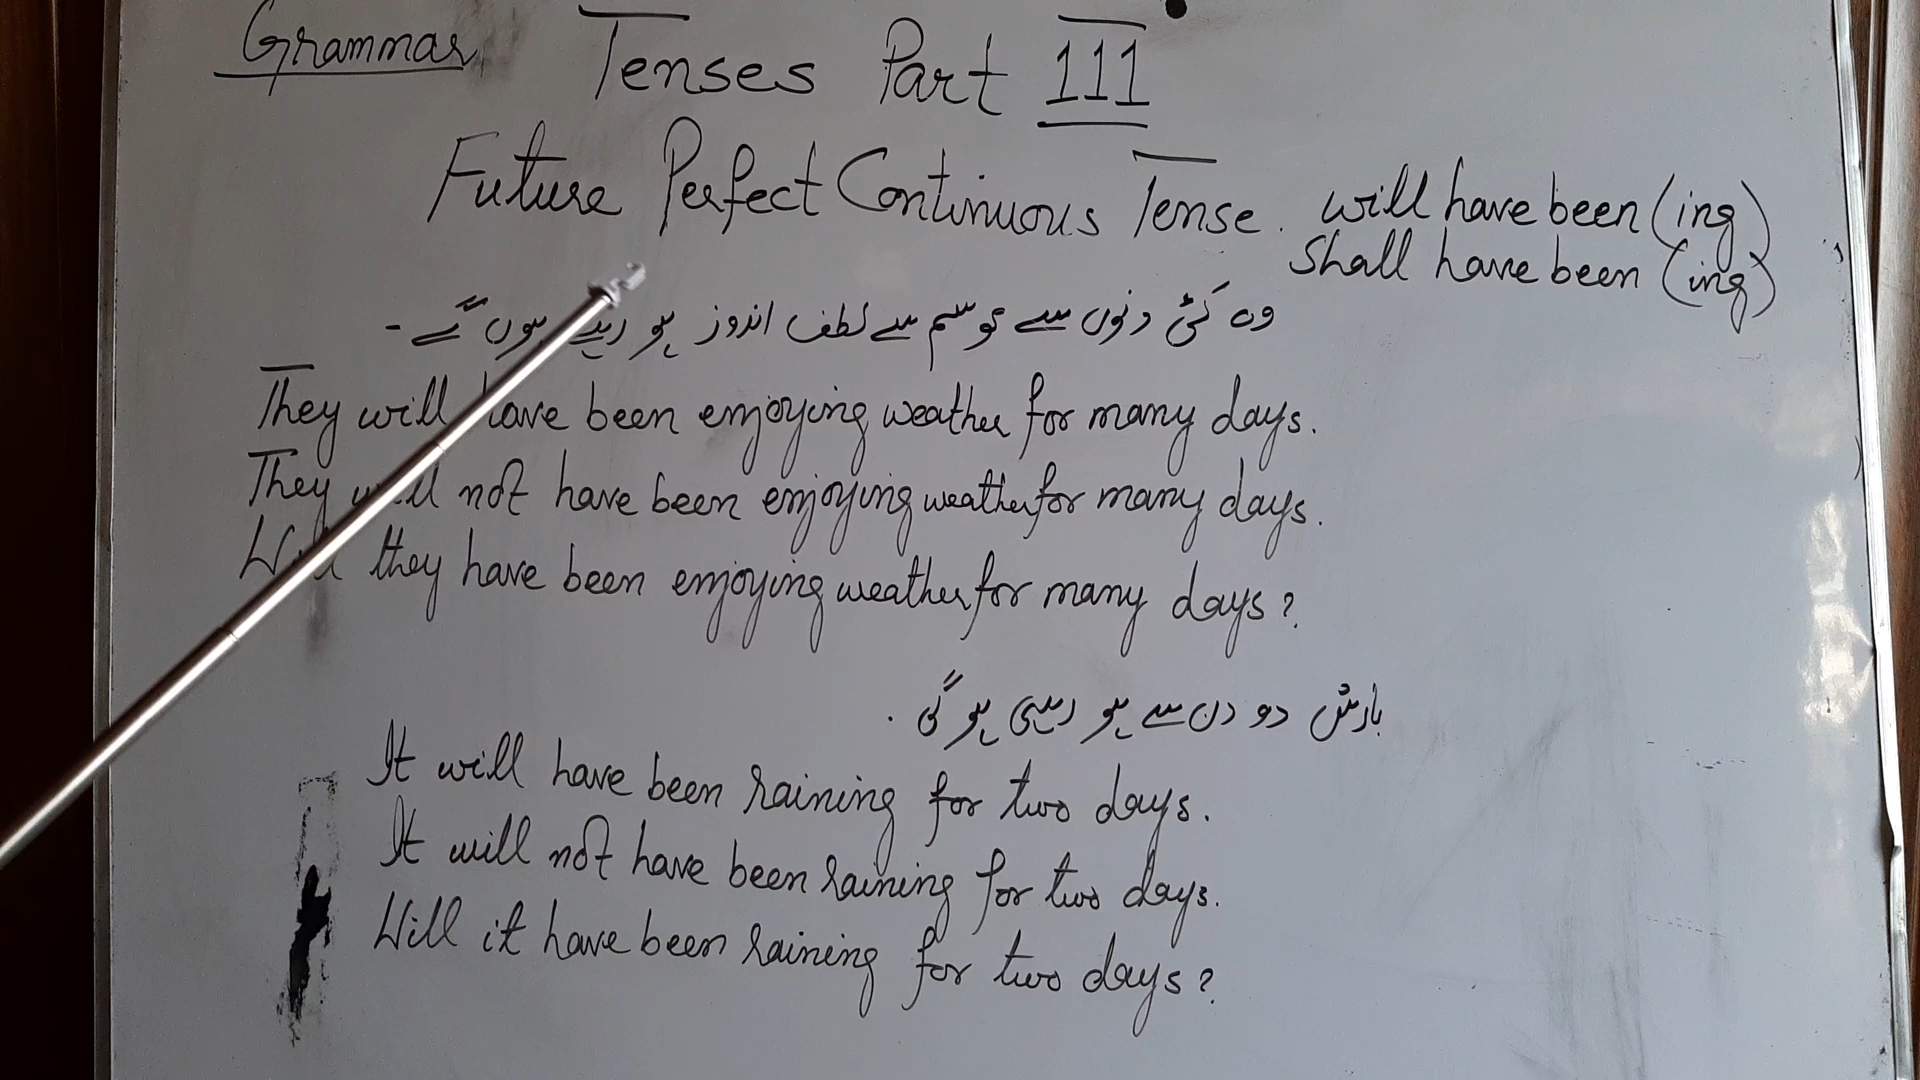 Grammar Tenses Part 111
Future Perfect Continuous Tense. will have been (ing)
shall have been (ing)
وہ کئی دنوں سے موسم سے لطف اندوز ہو رہے ہوں گے۔
They will have been enjoying weather for many days.
They will not have been enjoying weather for many days.
Will they have been enjoying weather for many days?
بارش دو دن سے ہو رہی ہو گی.
It will have been raining for two days.
It will not have been raining for two days.
Will it have been raining for two days?